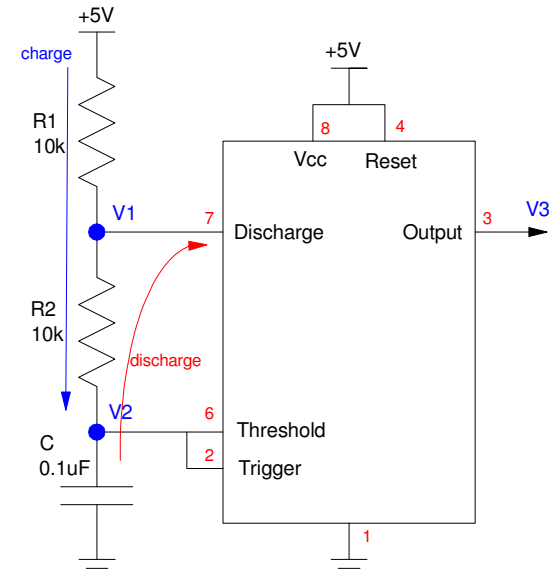 +5V
charge
+5V
R1
10k
8
4
Vcc
Reset
V1
7
Discharge
Output
3
V3
R2
10k
discharge
V2
6
Threshold
C
0.1uF
2
Trigger
1